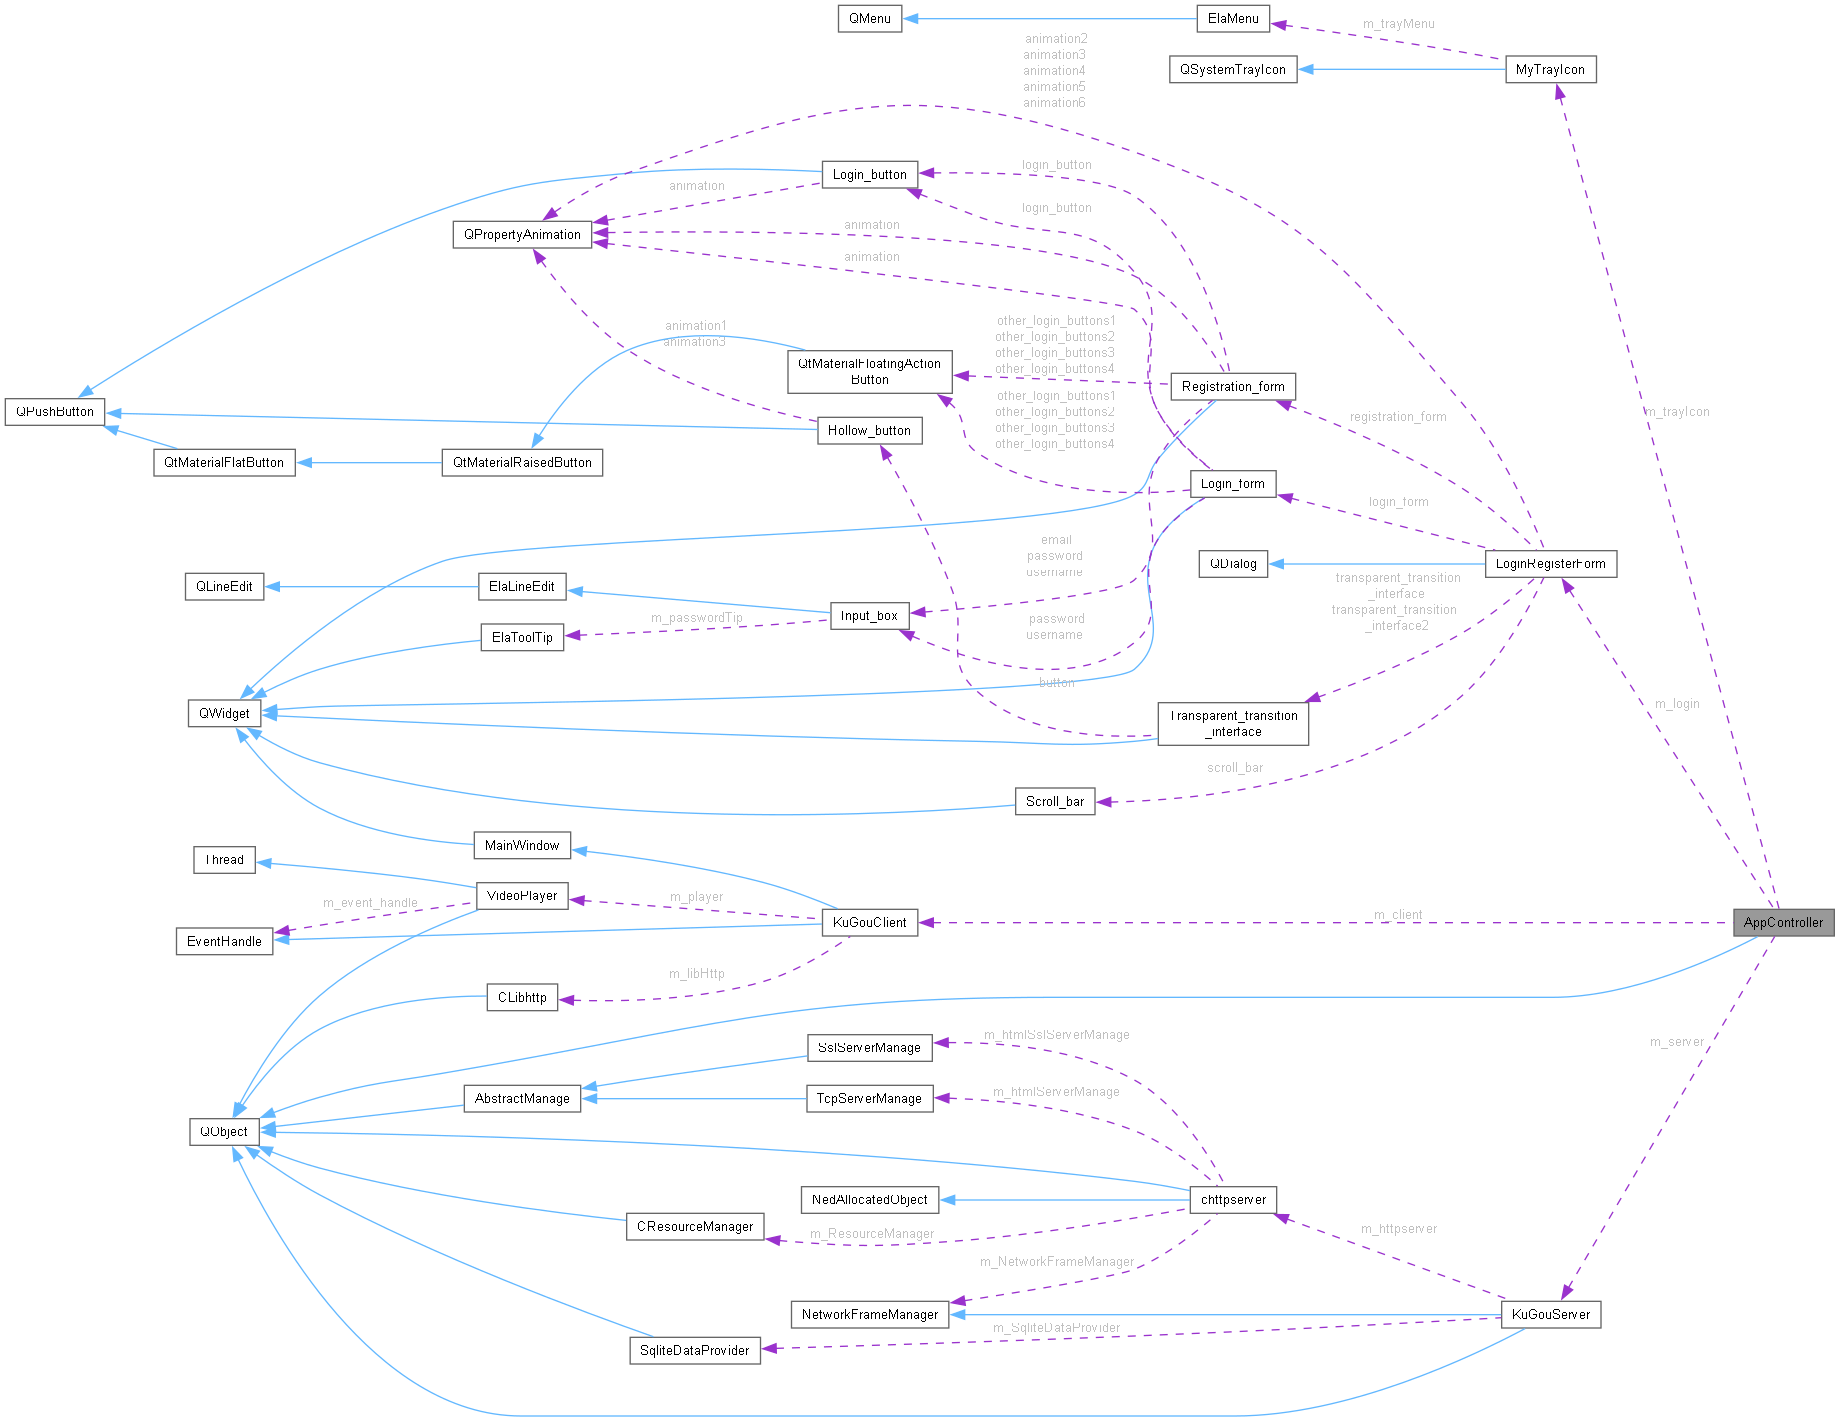 QMenu
ElaMenu
m_trayMenu
animation2
animation3
animation4
animation5
animation6
QSystemTrayIcon
MyTrayIcon
Login_button
login_button
animation
login_button
QPropertyAnimation
animation
animation
animation1
animation3
other_login_buttons1
other_login_buttons2
other_login_buttons3
other_login_buttons4
QtMaterialFloatingAction
Button
Registration_form
other_login_buttons1
other_login_buttons2
other_login_buttons3
other_login_buttons4
QPushButton
registration_form
m_trayIcon
Hollow_button
QtMaterialFlatButton
QtMaterialRaisedButton
Login_form
login_form
email
password
username
QDialog
LoginRegisterForm
QLineEdit
ElaLineEdit
transparent_transition
_interface
transparent_transition
_interface2
m_passwordTip
Input_box
password
username
ElaToolTip
button
QWidget
Transparent_transition
_interface
m_login
scroll_bar
Scroll_bar
MainWindow
Thread
VideoPlayer
m_event_handle
m_player
KuGouClient
m_client
AppController
EventHandle
m_libHttp
CLibhttp
m_htmlSslServerManage
SslServerManage
m_server
AbstractManage
TcpServerManage
m_htmlServerManage
QObject
NedAllocatedObject
chttpserver
CResourceManager
m_ResourceManager
m_httpserver
m_NetworkFrameManager
NetworkFrameManager
KuGouServer
m_SqliteDataProvider
SqliteDataProvider